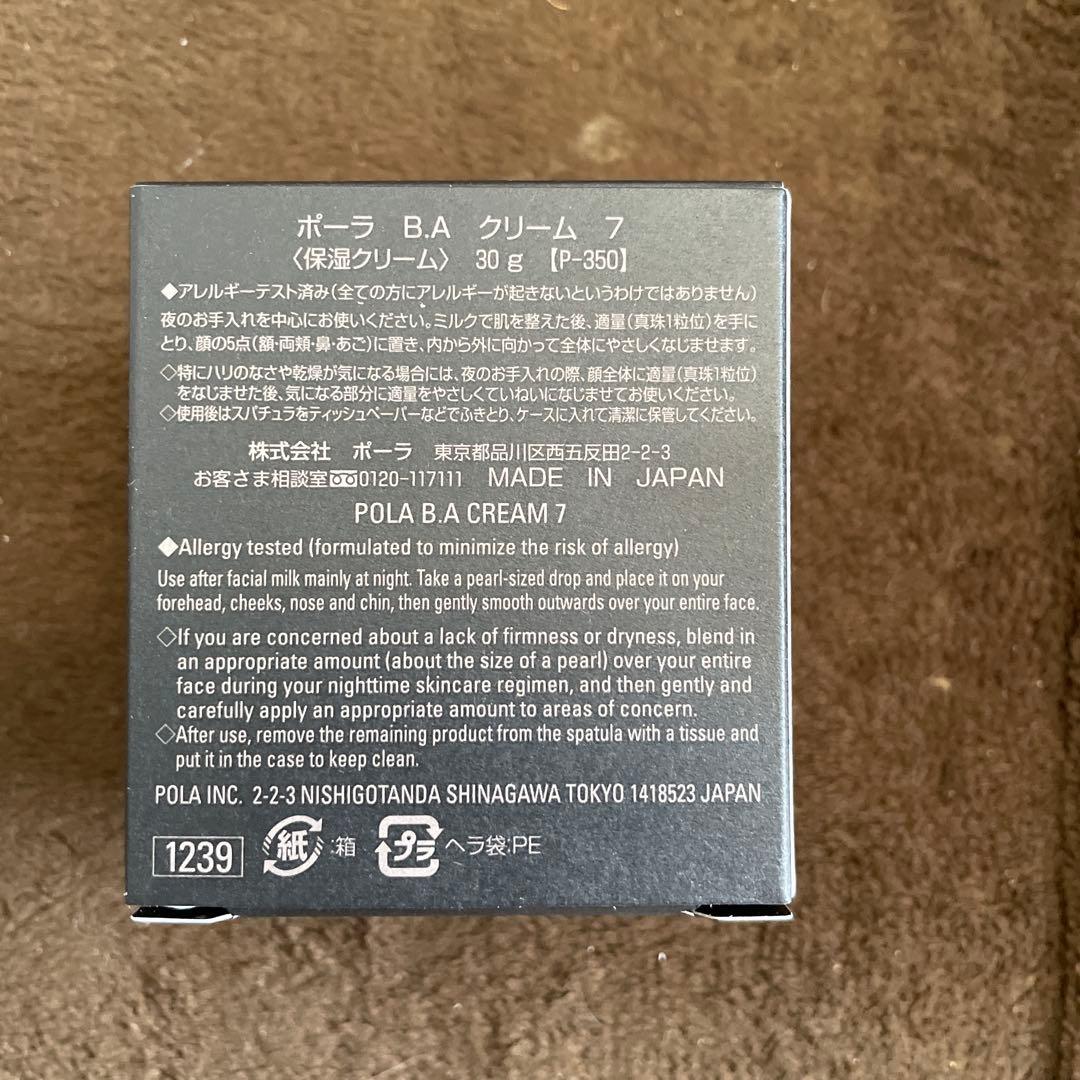 ポーラ B.A クリーム 7
〈保湿クリーム〉 30g 【P-350】
◆アレルギーテスト済み(全ての方にアレルギーが起きないというわけではありません)
夜のお手入れを中心にお使いください。ミルクで肌を整えた後、適量(真珠1粒位)を手に
とり、顔の5点(額・両頬・鼻・あご)に置き、内から外に向かって全体にやさしくなじませます。
◇特にハリのなさや乾燥が気になる場合には、夜のお手入れの際、顔全体に適量(真珠1粒位)
をなじませた後、気になる部分に適量をやさしくていねいになじませてお使いください。
◇使用後はスパチュラをティッシュペーパーなどでふきとり、ケースに入れて清潔に保管してください。
株式会社 ポーラ 東京都品川区西五反田2-2-3
お客さま相談室0120-117111 MADE IN JAPAN
POLA B.A CREAM 7
◆Allergy tested (formulated to minimize the risk of allergy)
Use after facial milk mainly at night. Take a pearl-sized drop and place it on your
forehead, cheeks, nose and chin, then gently smooth outwards over your entire face.
◇If you are concerned about a lack of firmness or dryness, blend in
an appropriate amount (about the size of a pearl) over your entire
face during your nighttime skincare regimen, and then gently and
carefully apply an appropriate amount to areas of concern.
◇After use, remove the remaining product from the spatula with a tissue and
put it in the case to keep clean.
POLA INC. 2-2-3 NISHIGOTANDA SHINAGAWA TOKYO 1418523 JAPAN
1239 紙:箱 プラ ヘラ袋:PE